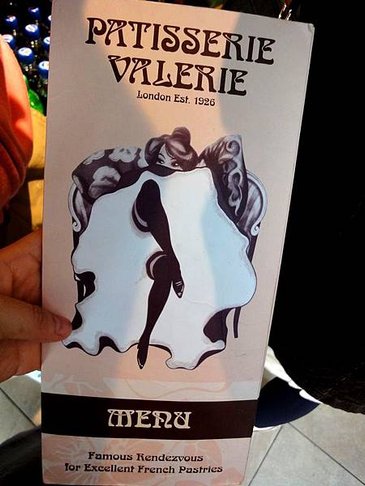 PATISSERIE
VALERIE
London Est. 1926
MENU
Famous Rendezvous
for Excellent French Pastries